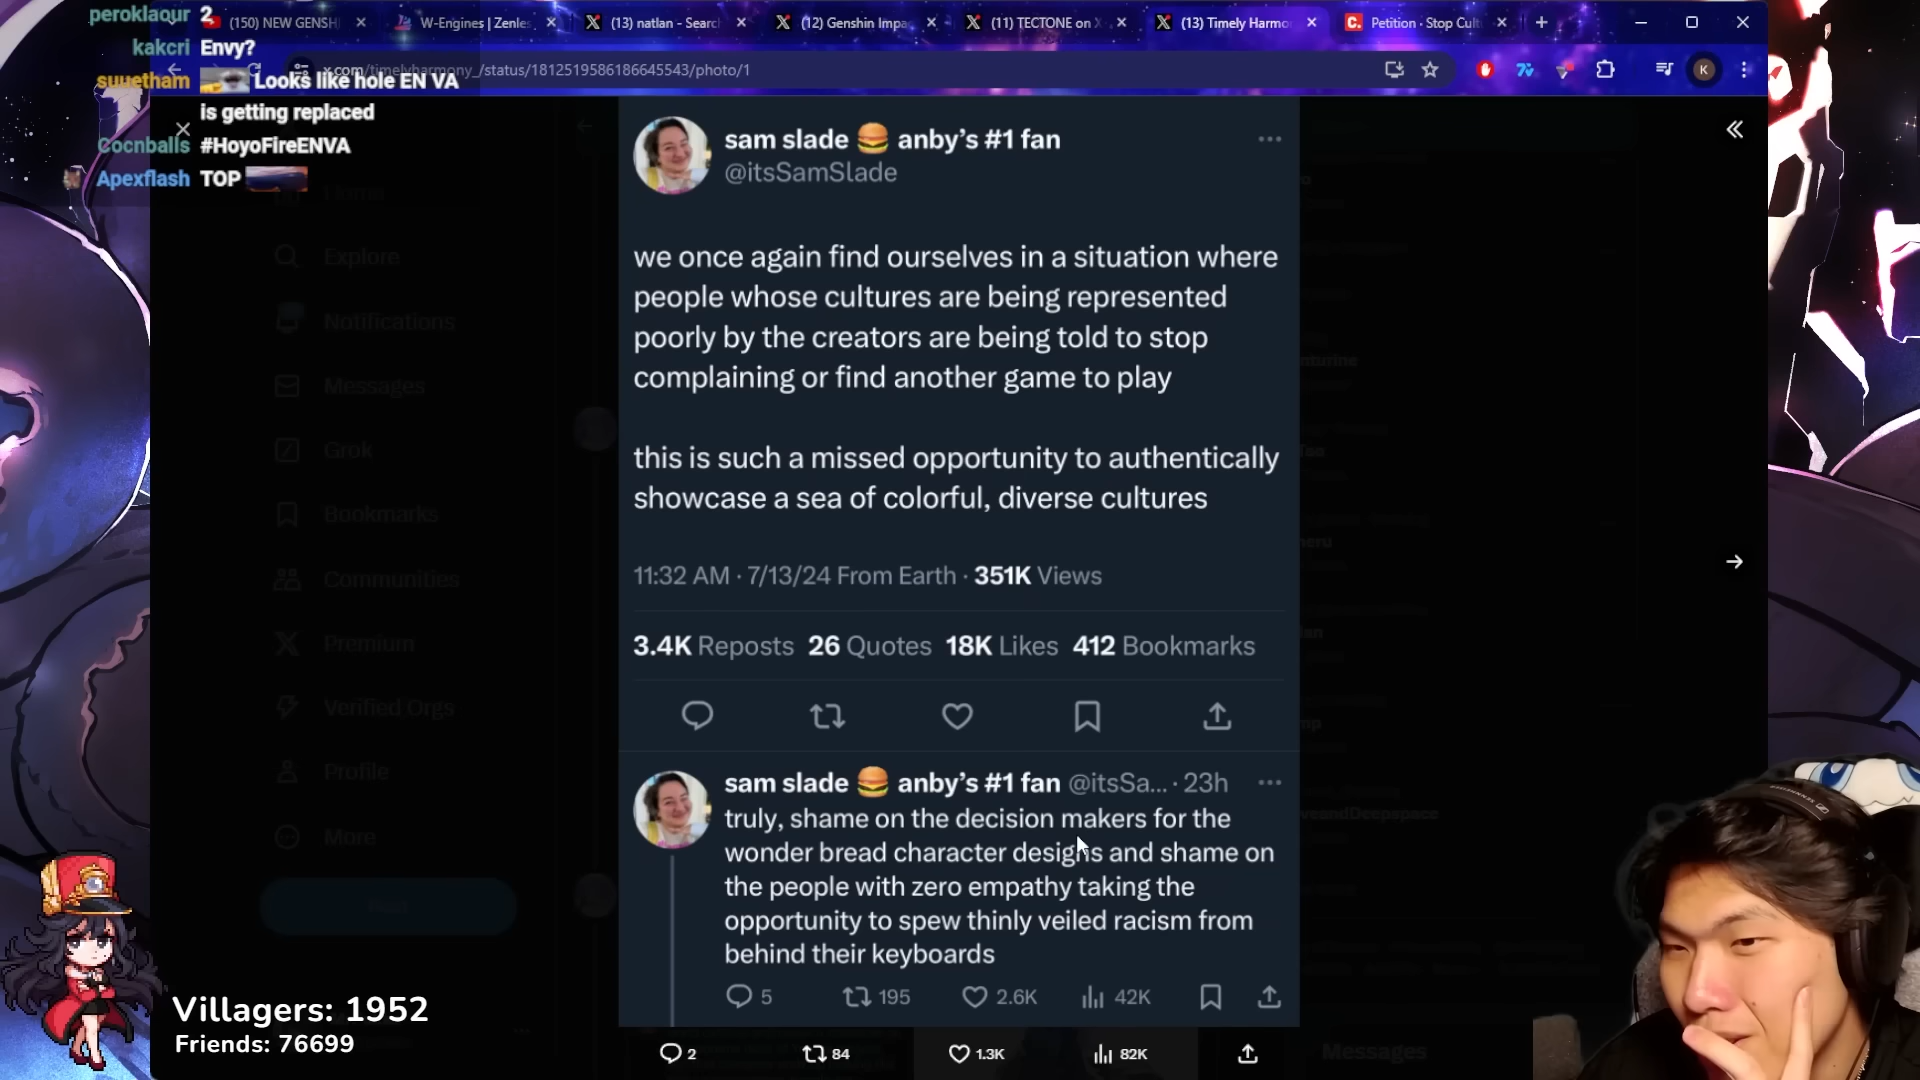 peroklaqur 2
kakcri Envy?
suuetham Looks like hole EN VA
is getting replaced
Cocnballs #HoyoFireENVA
Apexflash TOP
(150) NEW GENSH
W-Engines | Zenles
(13) natlan - Search
(12) Genshin Impa
(11) TECTONE on X
(13) Timely Harmo
Petition · Stop Cult
x.com/timelyharmony_/status/1812519586186645543/photo/1
K
Home
Explore
Notifications
Messages
Grok
Bookmarks
Communities
Premium
Verified Orgs
Profile
More
sam slade 🍔 anby's #1 fan
@itsSamSlade
we once again find ourselves in a situation where
people whose cultures are being represented
poorly by the creators are being told to stop
complaining or find another game to play
this is such a missed opportunity to authentically
showcase a sea of colorful, diverse cultures
11:32 AM · 7/13/24 From Earth · 351K Views
3.4K Reposts 26 Quotes 18K Likes 412 Bookmarks
sam slade 🍔 anby's #1 fan @itsSa... · 23h
truly, shame on the decision makers for the
wonder bread character designs and shame on
the people with zero empathy taking the
opportunity to spew thinly veiled racism from
behind their keyboards
5 195 2.6K 42K
2 84 1.3K 82K
Messages
Villagers: 1952
Friends: 76699